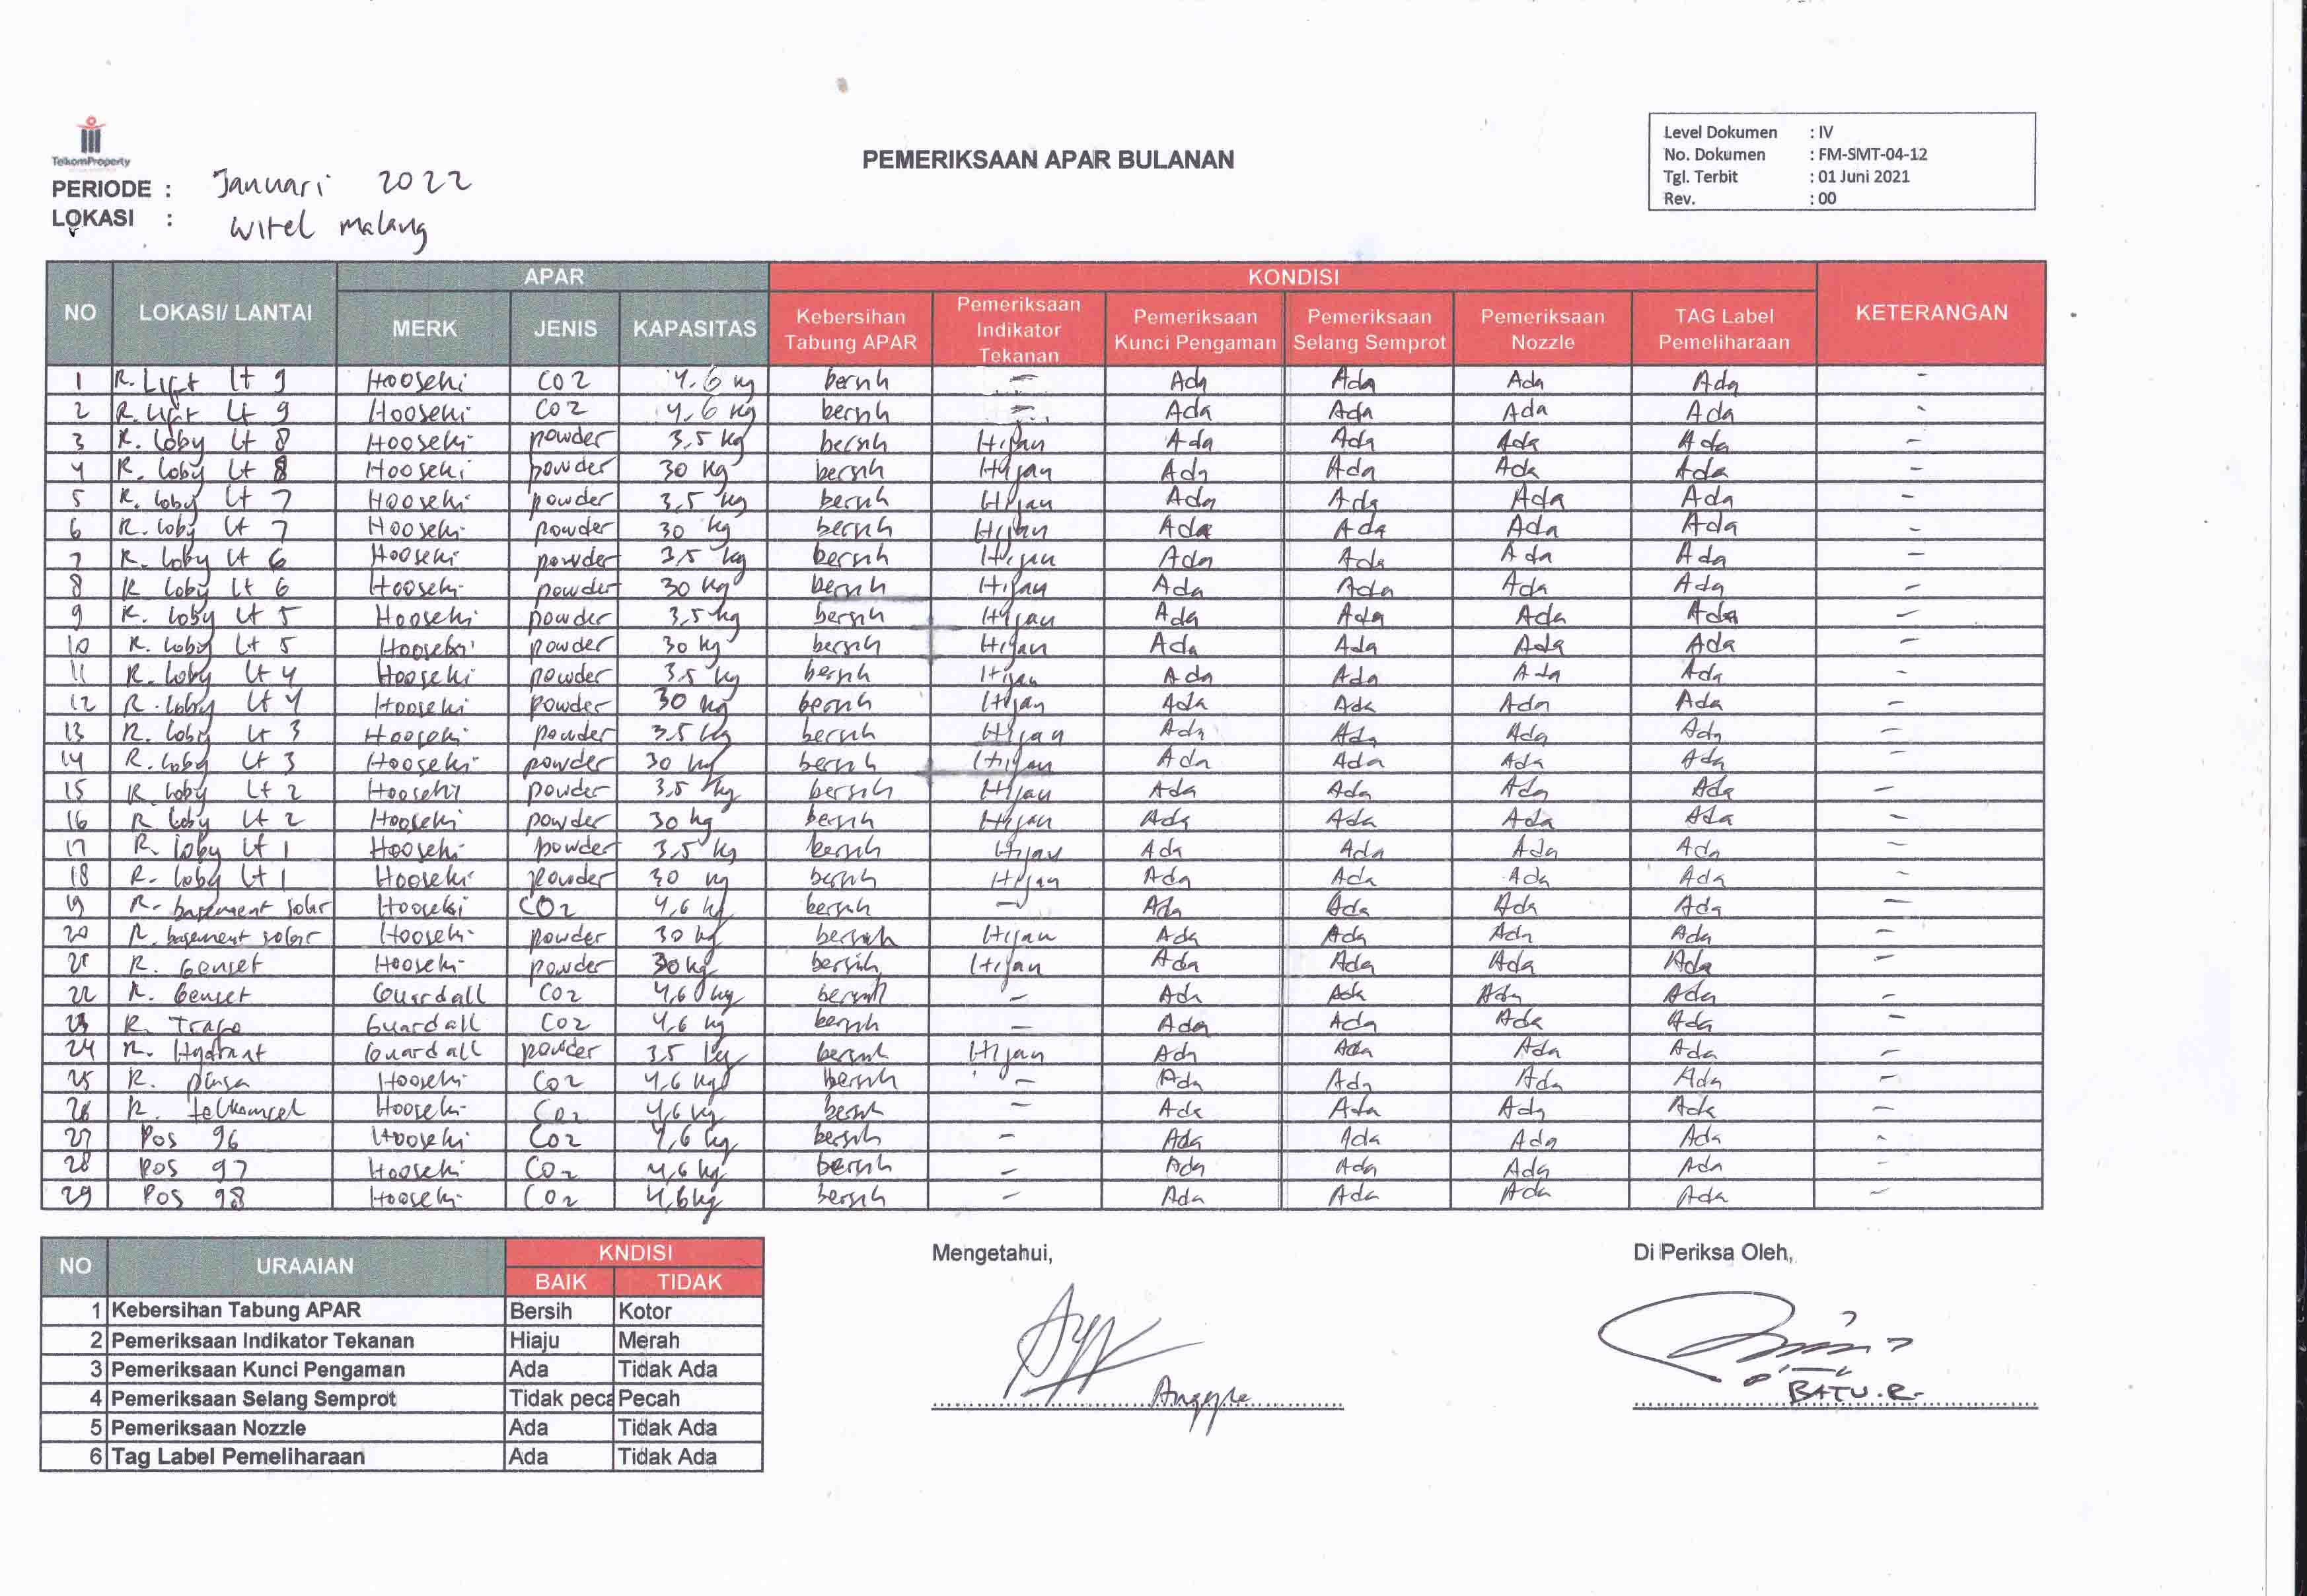 TelkomProperty
PERIODE : Januari 2022
LOKASI : Witel malang
PEMERIKSAAN APAR BULANAN
Level Dokumen : IV
No. Dokumen : FM-SMT-04-12
Tgl. Terbit : 01 Juni 2021
Rev. : 00
NO LOKASI/ LANTAI APAR KONDISI KETERANGAN
MERK JENIS KAPASITAS Kebersihan Tabung APAR Pemeriksaan Indikator Tekanan Pemeriksaan Kunci Pengaman Pemeriksaan Selang Semprot Pemeriksaan Nozzle TAG Label Pemeliharaan
1 R. Lift lt 9 Hooseki CO2 4.6 kg bersih - Ada Ada Ada Ada -
2 R. Lift Lt 9 Hooseki CO2 4,6 kg bersih - Ada Ada Ada Ada -
3 R. Loby Lt 8 Hooseki powder 3,5 kg bersih Hijau Ada Ada Ada Ada -
4 R. Loby Lt 8 Hooseki powder 30 kg bersih Hijau Ada Ada Ada Ada -
5 R. loby Lt 7 Hooseki powder 3,5 kg bersih Hijau Ada Ada Ada Ada -
6 R. loby Lt 7 Hooseki powder 30 kg bersih Hijau Ada Ada Ada Ada -
7 R. Loby Lt 6 Hooseki powder 3,5 kg bersih Hijau Ada Ada Ada Ada -
8 R Loby Lt 6 Hooseki powder 30 kg bersih Hijau Ada Ada Ada Ada -
9 R. Loby Lt 5 Hooseki powder 3,5 kg bersih Hijau Ada Ada Ada Ada -
10 R. Loby Lt 5 Hooseki powder 30 kg bersih Hijau Ada Ada Ada Ada -
11 R. Loby Lt 4 Hooseki powder 3,5 kg bersih Hijau Ada Ada Ada Ada -
12 R. Loby Lt 4 Hooseki powder 30 kg bersih Hijau Ada Ada Ada Ada -
13 R. Loby Lt 3 Hooseki powder 3.5 kg bersih Hijau Ada Ada Ada Ada -
14 R. Loby Lt 3 Hooseki powder 30 kg bersih Hijau Ada Ada Ada Ada -
15 R Loby Lt 2 Hooseki powder 3,5 kg bersih Hijau Ada Ada Ada Ada -
16 R Loby Lt 2 Hooseki powder 30 kg bersih Hijau Ada Ada Ada Ada -
17 R. loby Lt 1 Hooseki powder 3,5 kg bersih Hijau Ada Ada Ada Ada -
18 R. loby Lt 1 Hooseki powder 30 kg bersih Hijau Ada Ada Ada Ada -
19 R. basement solar Hooseki CO2 4,6 kg bersih - Ada Ada Ada Ada -
20 R. basement solar Hooseki powder 30 kg bersih Hijau Ada Ada Ada Ada -
21 R. Genset Hooseki powder 30 kg bersih Hijau Ada Ada Ada Ada -
22 R. Genset Guardall CO2 4,6 kg bersih - Ada Ada Ada Ada -
23 R. Trafo Guardall CO2 4,6 kg bersih - Ada Ada Ada Ada -
24 R. Hydrant Guardall powder 3,5 kg bersih Hijau Ada Ada Ada Ada -
25 R. Hooseki CO2 4,6 kg bersih - Ada Ada Ada Ada -
26 R. telkomsel Hooseki CO2 4,6 kg bersih - Ada Ada Ada Ada -
27 Pos 96 Hooseki CO2 4,6 kg bersih - Ada Ada Ada Ada -
28 Pos 97 Hooseki CO2 4,6 kg bersih - Ada Ada Ada Ada -
29 Pos 98 Hooseki CO2 4,6 kg bersih - Ada Ada Ada Ada -
NO URAAIAN KNDISI
BAIK TIDAK
1 Kebersihan Tabung APAR Bersih Kotor
2 Pemeriksaan Indikator Tekanan Hiaju Merah
3 Pemeriksaan Kunci Pengaman Ada Tidak Ada
4 Pemeriksaan Selang Semprot Tidak peca Pecah
5 Pemeriksaan Nozzle Ada Tidak Ada
6 Tag Label Pemeliharaan Ada Tidak Ada
Mengetahui,
Di Periksa Oleh,
BATU.R.